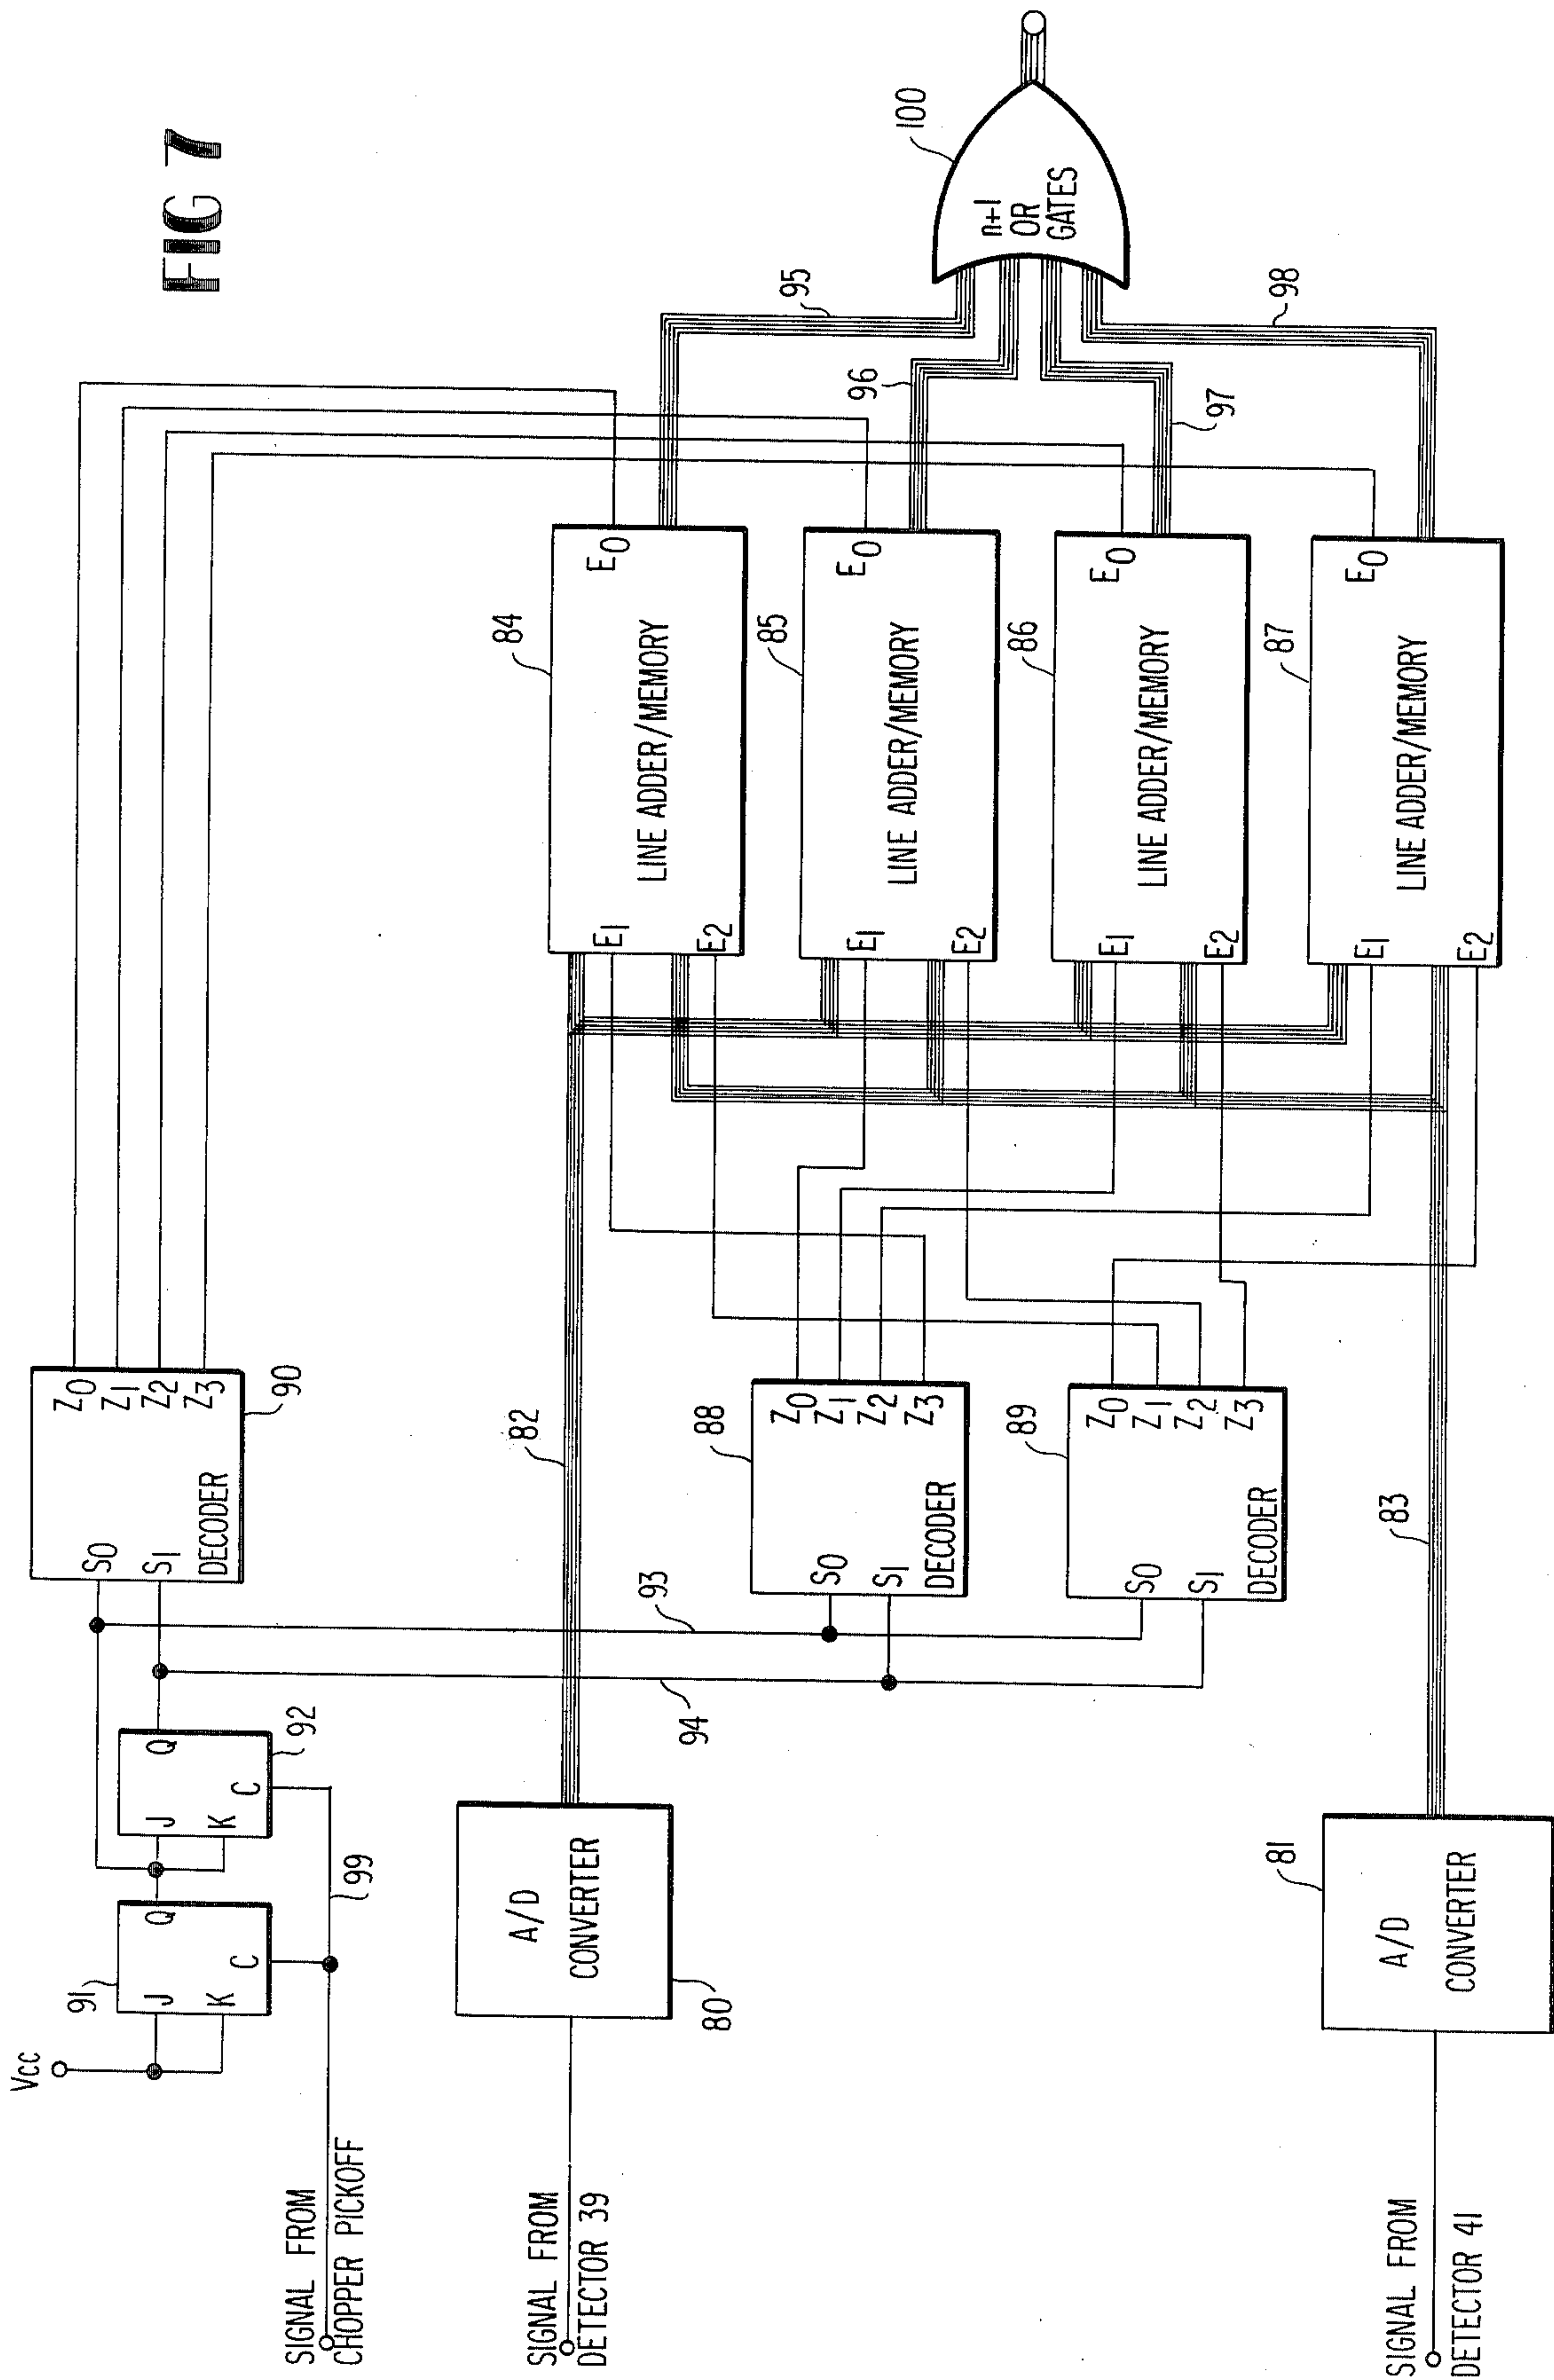 FIG 7
Vcc
91
J
K
Q
C
J
K
Q
C
92
99
SIGNAL FROM
CHOPPER PICKOFF
S0
S1
DECODER
Z0
Z1
Z2
Z3
90
93
94
SIGNAL FROM
DETECTOR 39
A/D
CONVERTER
80
82
88
S0
S1
DECODER
Z0
Z1
Z2
Z3
89
S0
S1
DECODER
Z0
Z1
Z2
Z3
SIGNAL FROM
DETECTOR 41
A/D
CONVERTER
81
83
84
E1
E2
LINE ADDER/MEMORY
E0
85
E1
E2
LINE ADDER/MEMORY
E0
86
E1
E2
LINE ADDER/MEMORY
E0
87
E1
E2
LINE ADDER/MEMORY
E0
95
96
97
98
100
n+1
OR
GATES